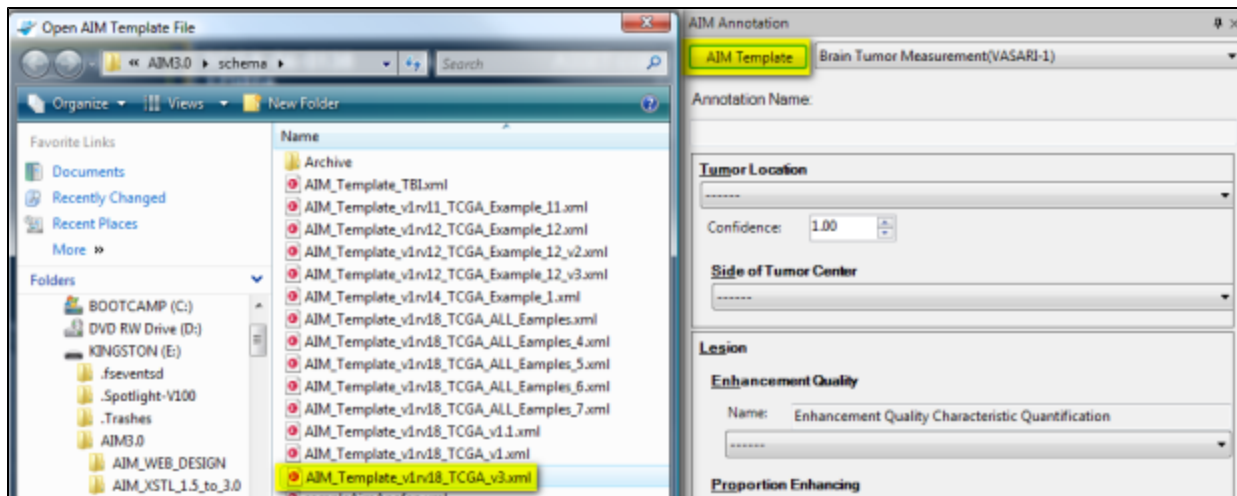 Open AIM Template File
« AIM3.0 ▸ schema ▸
Search
Organize
Views
New Folder
Favorite Links
Documents
Recently Changed
Recent Places
More »
Folders
BOOTCAMP (C:)
DVD RW Drive (D:)
KINGSTON (E:)
.fseventsd
.Spotlight-V100
.Trashes
AIM3.0
AIM_WEB_DESIGN
AIM_XSTL_1.5_to_3.0
Name
Archive
AIM_Template_TBI.xml
AIM_Template_v1rv11_TCGA_Example_11.xml
AIM_Template_v1rv12_TCGA_Example_12.xml
AIM_Template_v1rv12_TCGA_Example_12_v2.xml
AIM_Template_v1rv12_TCGA_Example_12_v3.xml
AIM_Template_v1rv14_TCGA_Example_1.xml
AIM_Template_v1rv18_TCGA_ALL_Eamples.xml
AIM_Template_v1rv18_TCGA_ALL_Eamples_4.xml
AIM_Template_v1rv18_TCGA_ALL_Eamples_5.xml
AIM_Template_v1rv18_TCGA_ALL_Eamples_6.xml
AIM_Template_v1rv18_TCGA_ALL_Eamples_7.xml
AIM_Template_v1rv18_TCGA_v1.1.xml
AIM_Template_v1rv18_TCGA_v1.xml
AIM_Template_v1rv18_TCGA_v3.xml
AIM Annotation
AIM Template
Brain Tumor Measurement(VASARI-1)
Annotation Name:
Tumor Location
------
Confidence: 1.00
Side of Tumor Center
------
Lesion
Enhancement Quality
Name: Enhancement Quality Characteristic Quantification
------
Proportion Enhancing